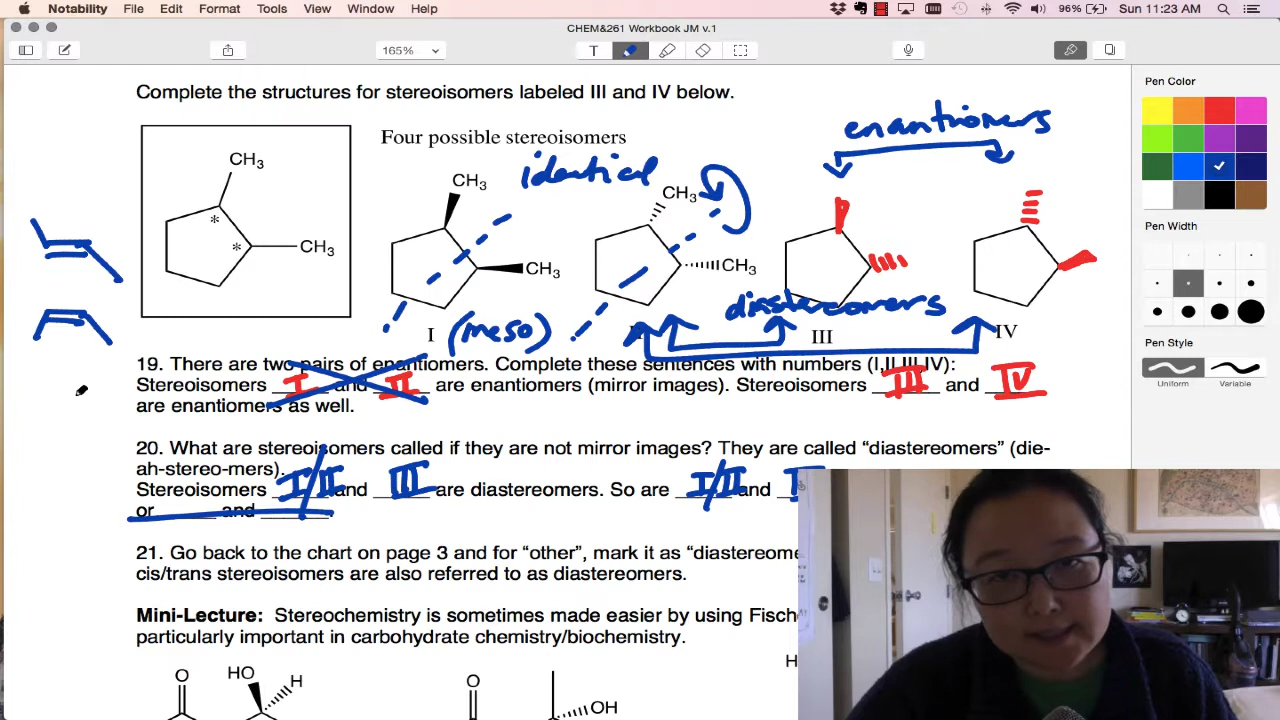 Notability File Edit Format Tools View Window Help 96% Sun 11:23 AM
CHEM&261 Workbook JM v.1
165% T
Complete the structures for stereoisomers labeled III and IV below.
Four possible stereoisomers
enantiomers
identical
CH3
CH3
CH3
* 
*
CH3
CH3
CH3
diastereomers
I (meso) II III IV
19. There are two pairs of enantiomers. Complete these sentences with numbers (I,II,III,IV):
Stereoisomers I and II are enantiomers (mirror images). Stereoisomers III and IV
are enantiomers as well.
20. What are stereoisomers called if they are not mirror images? They are called “diastereomers” (die-
ah-stereo-mers).
Stereoisomers I/II and III are diastereomers. So are I/II and
or ______ and ______.
21. Go back to the chart on page 3 and for “other”, mark it as “diastereome
cis/trans stereoisomers are also referred to as diastereomers.
Mini-Lecture: Stereochemistry is sometimes made easier by using Fisc
particularly important in carbohydrate chemistry/biochemistry.
O HO H O OH H
Pen Color
Pen Width
Pen Style
Uniform Variable